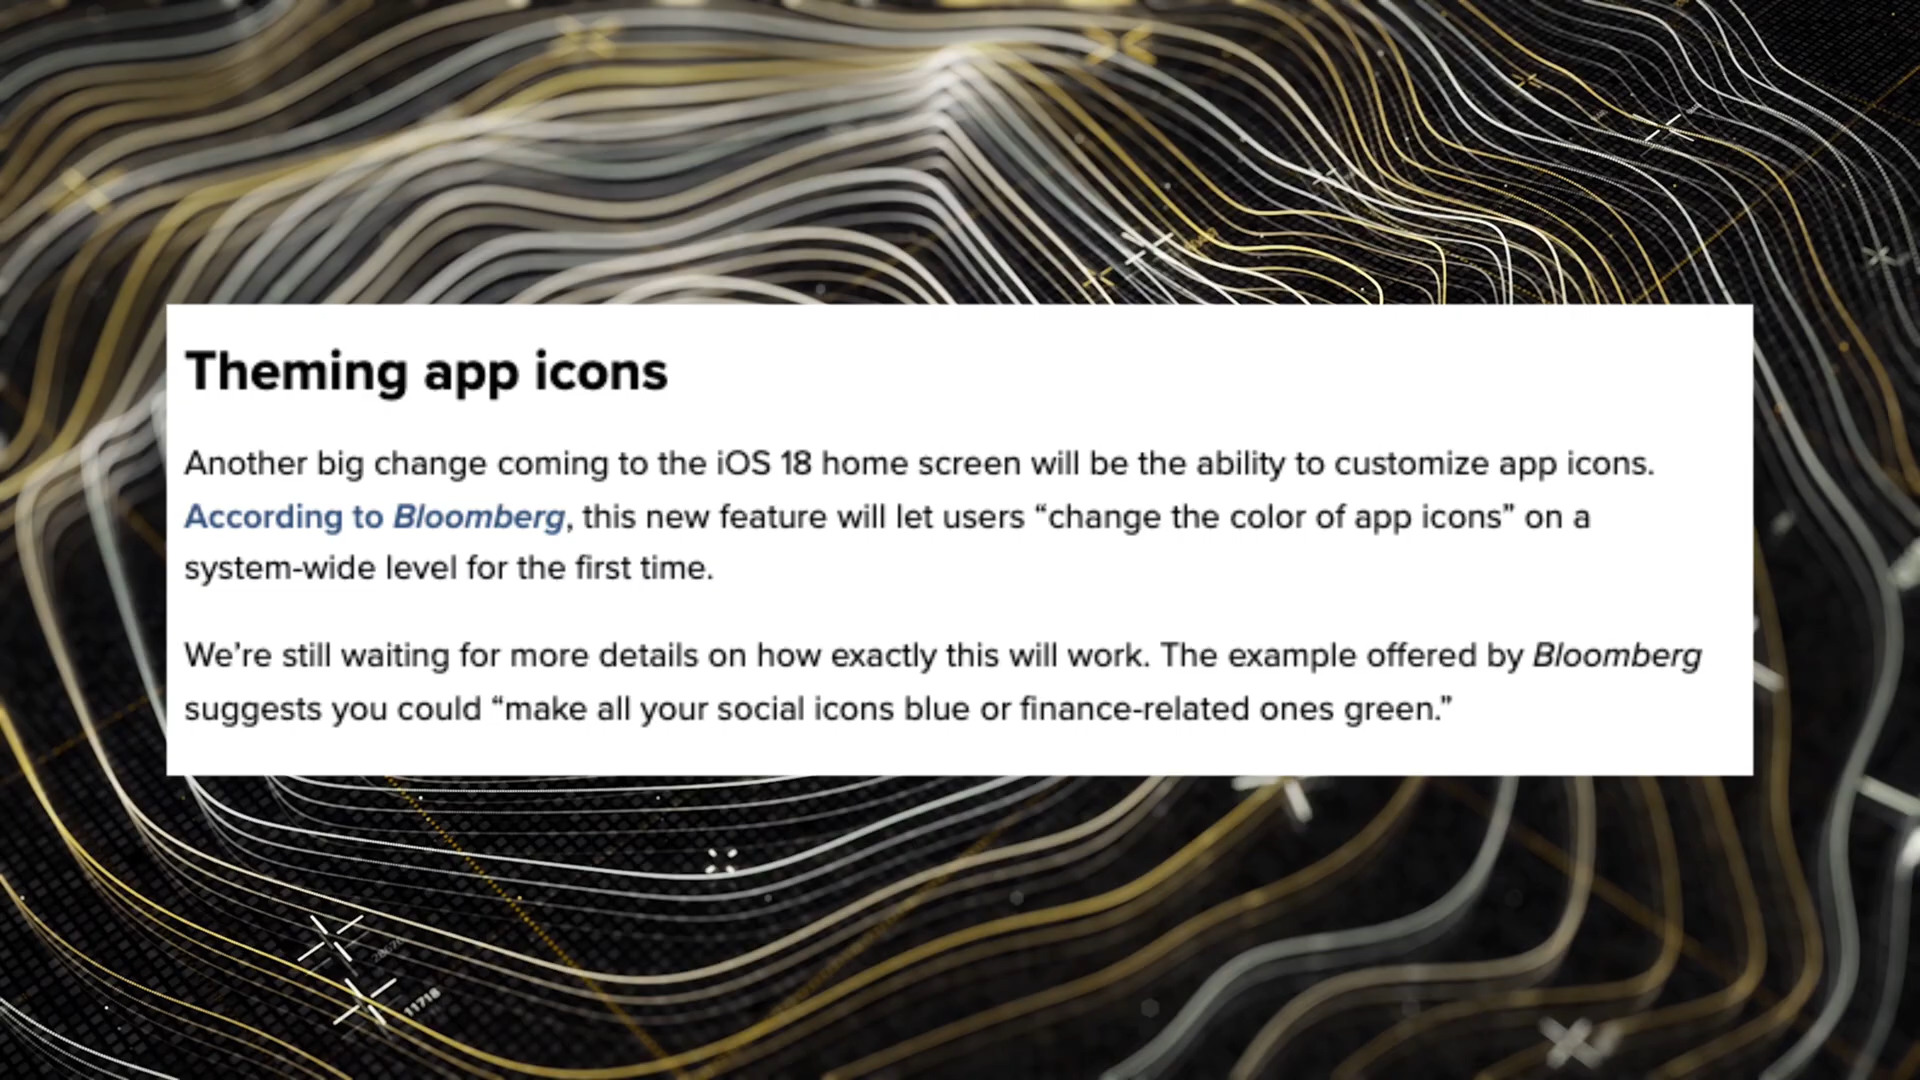 Theming app icons
Another big change coming to the iOS 18 home screen will be the ability to customize app icons.
According to Bloomberg, this new feature will let users “change the color of app icons” on a
system-wide level for the first time.
We’re still waiting for more details on how exactly this will work. The example offered by Bloomberg
suggests you could “make all your social icons blue or finance-related ones green.”
11718